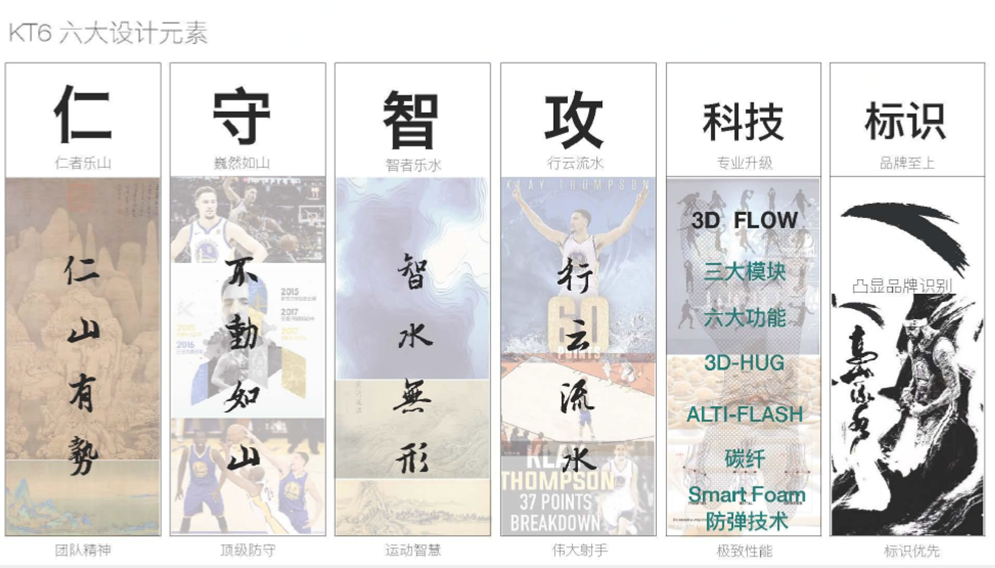 KT6 六大设计元素
仁
仁者乐山
仁
山
有
勢
团队精神
守
巍然如山
2015
2017
2016
不
動
如
山
顶级防守
智
智者乐水
智
水
無
形
运动智慧
攻
行云流水
KLAY THOMPSON
60
POINTS
行
云
流
水
KLAY
THOMPSON
37 POINTS
BREAKDOWN
伟大射手
科技
专业升级
3D FLOW
三大模块
六大功能
3D-HUG
ALTI-FLASH
碳纤
Smart Foam
防弹技术
极致性能
标识
品牌至上
凸显品牌识别
标识优先